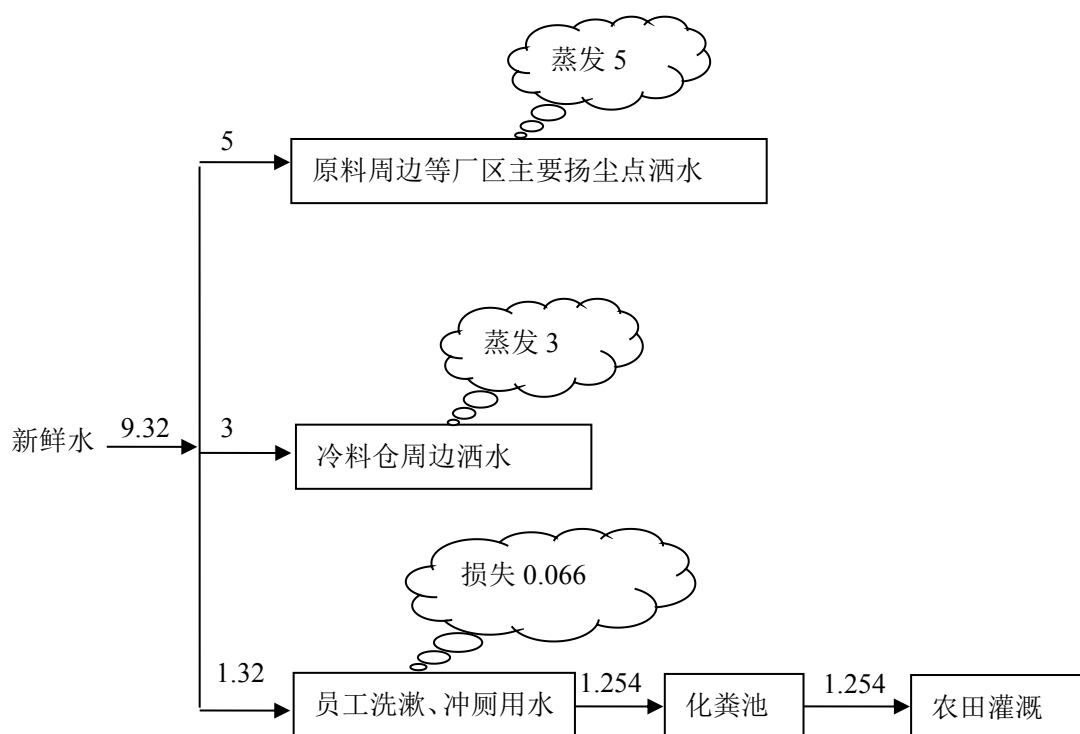 蒸发 5
5
原料周边等厂区主要扬尘点洒水
蒸发 3
新鲜水
9.32
3
冷料仓周边洒水
损失 0.066
1.32
员工洗漱、冲厕用水
1.254
化粪池
1.254
农田灌溉